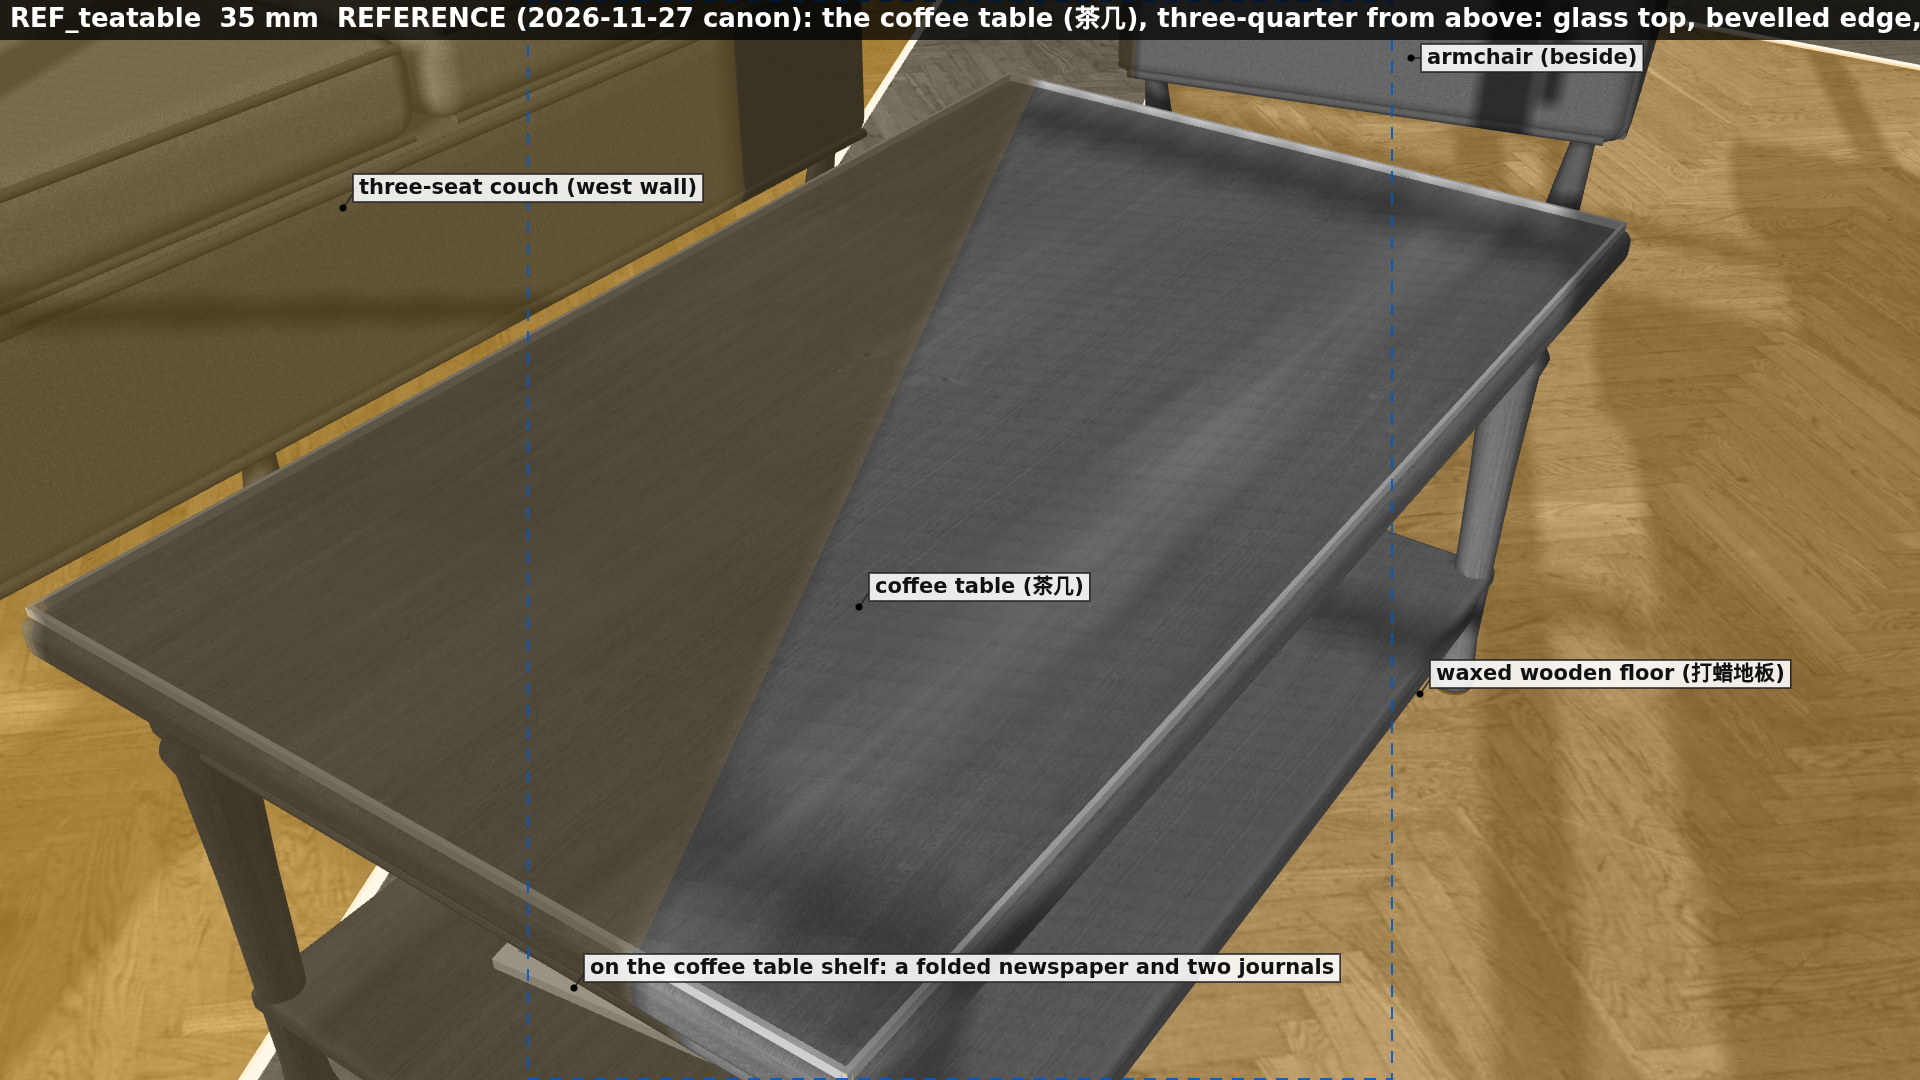 REF_teatable 35 mm REFERENCE (2026-11-27 canon): the coffee table (茶几), three-quarter from above: glass top, bevelled edge,
armchair (beside)
three-seat couch (west wall)
coffee table (茶几)
waxed wooden floor (打蜡地板)
on the coffee table shelf: a folded newspaper and two journals